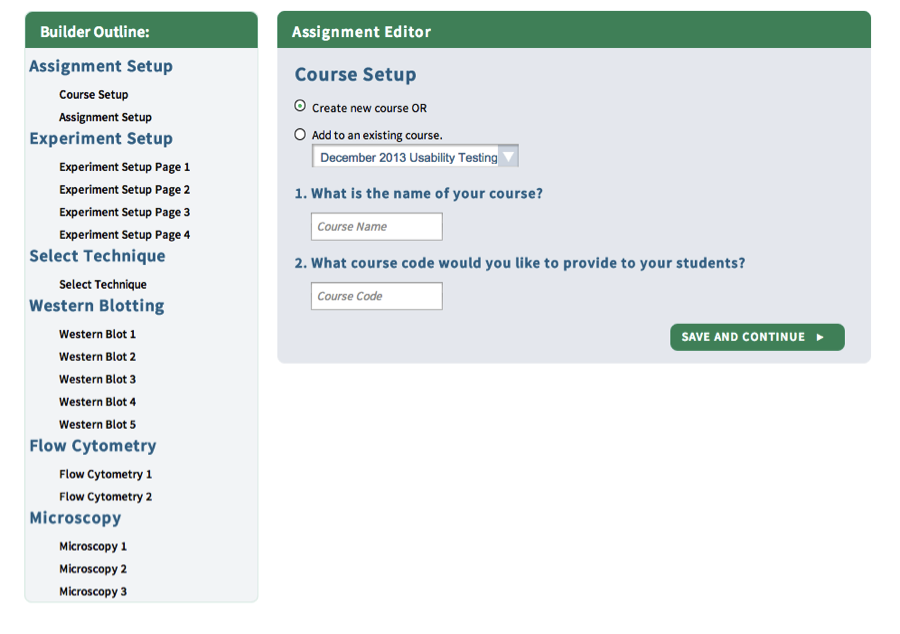 Builder Outline:
Assignment Setup
Course Setup
Assignment Setup
Experiment Setup
Experiment Setup Page 1
Experiment Setup Page 2
Experiment Setup Page 3
Experiment Setup Page 4
Select Technique
Select Technique
Western Blotting
Western Blot 1
Western Blot 2
Western Blot 3
Western Blot 4
Western Blot 5
Flow Cytometry
Flow Cytometry 1
Flow Cytometry 2
Microscopy
Microscopy 1
Microscopy 2
Microscopy 3
Assignment Editor
Course Setup
Create new course OR
Add to an existing course.
December 2013 Usability Testing
1. What is the name of your course?
Course Name
2. What course code would you like to provide to your students?
Course Code
SAVE AND CONTINUE ►